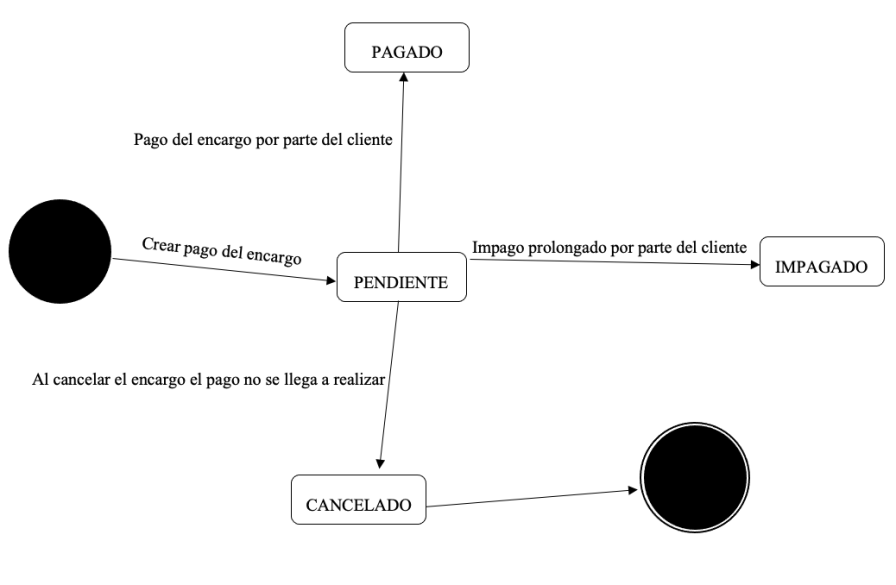 PAGADO
Pago del encargo por parte del cliente
Crear pago del encargo
Impago prolongado por parte del cliente
IMPAGADO
PENDIENTE
Al cancelar el encargo el pago no se llega a realizar
CANCELADO